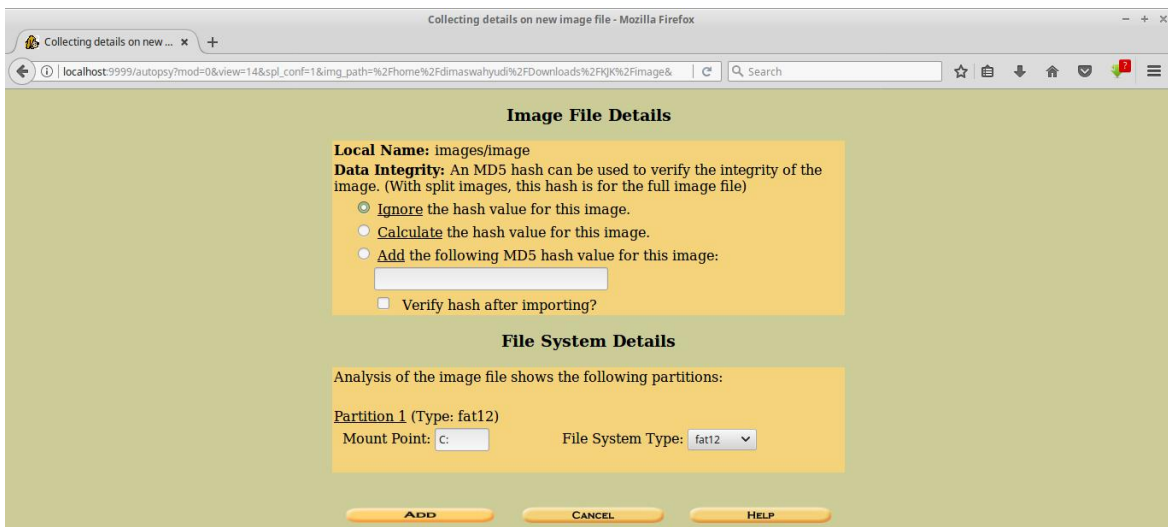 Collecting details on new image file - Mozilla Firefox
Collecting details on new ...
localhost:9999/autopsy?mod=0&view=14&spl_conf=1&img_path=%2Fhome%2Fdimaswahyudi%2FDownloads%2FKJK%2Fimage&
Search
?
Image File Details
Local Name: images/image
Data Integrity: An MD5 hash can be used to verify the integrity of the
image. (With split images, this hash is for the full image file)
Ignore the hash value for this image.
Calculate the hash value for this image.
Add the following MD5 hash value for this image:
Verify hash after importing?
File System Details
Analysis of the image file shows the following partitions:
Partition 1 (Type: fat12)
Mount Point: C: File System Type: fat12
ADD CANCEL HELP